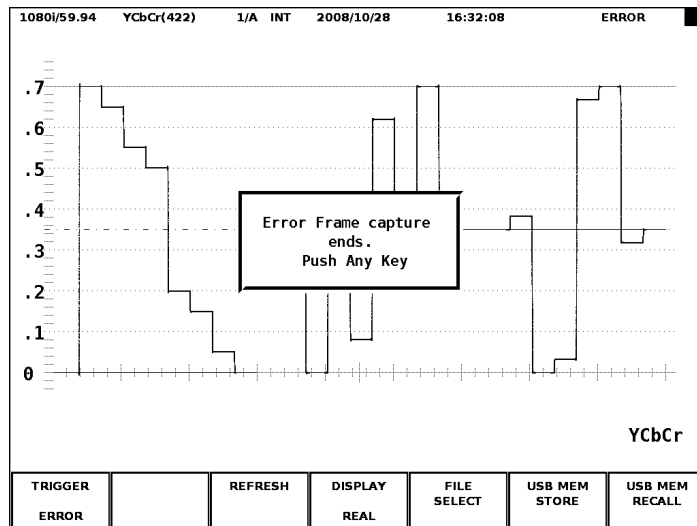 1080i/59.94 YCbCr(422) 1/A INT 2008/10/28 16:32:08 ERROR
.7
.6
.5
.4
.3
.2
.1
0
Error Frame capture
ends.
Push Any Key
YCbCr
TRIGGER
ERROR
REFRESH
DISPLAY
REAL
FILE
SELECT
USB MEM
STORE
USB MEM
RECALL